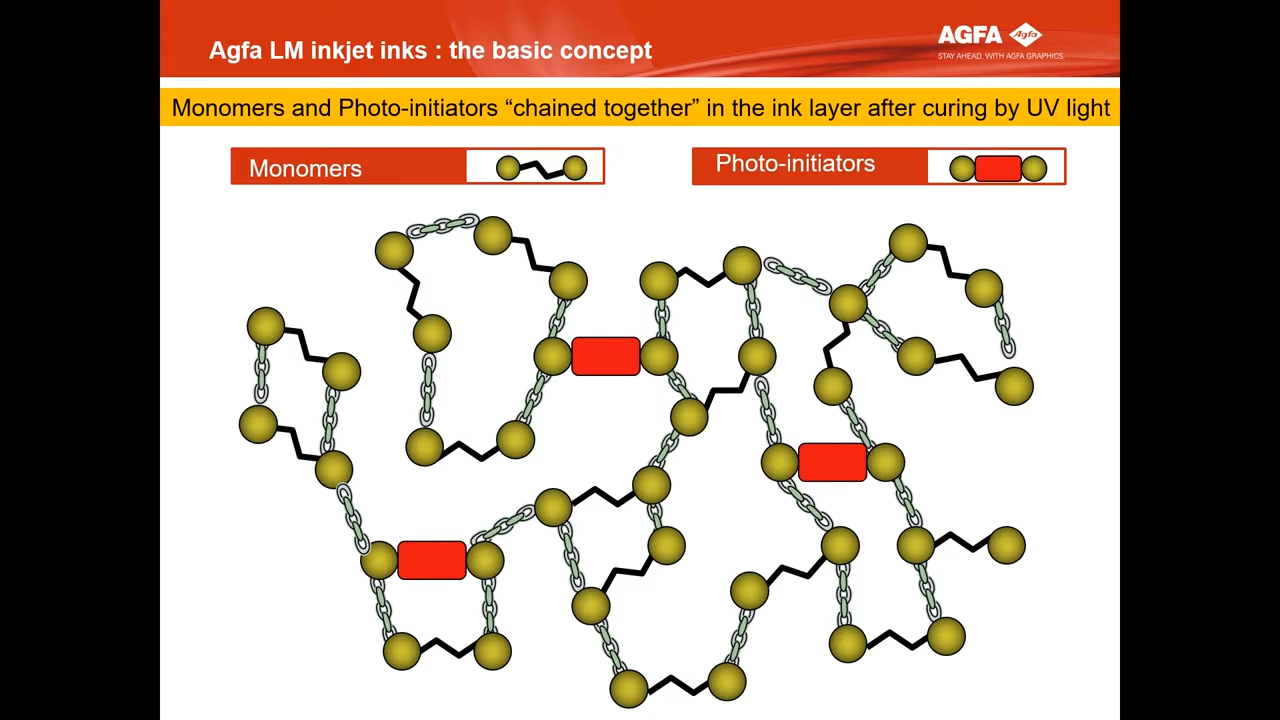 Agfa LM inkjet inks : the basic concept
AGFA
Agfa
STAY AHEAD. WITH AGFA GRAPHICS.
Monomers and Photo-initiators “chained together” in the ink layer after curing by UV light
Monomers
Photo-initiators